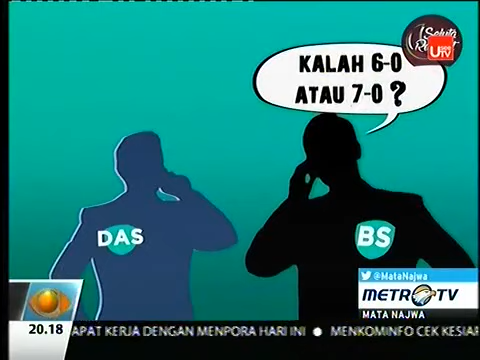 KALAH 6-0
ATAU 7-0?
DAS
BS
@MataNajwa
METRO TV
MATA NAJWA
20.18
APAT KERJA DENGAN MENPORA HARI INI ● MENKOMINFO CEK KESIAP